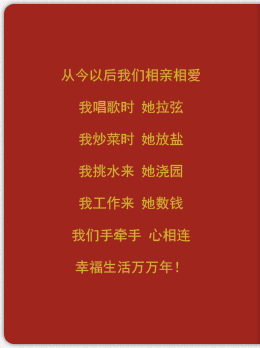 从今以后我们相亲相爱
我唱歌时 她拉弦
我炒菜时 她放盐
我挑水来 她浇园
我工作来 她数钱
我们手牵手 心相连
幸福生活万万年!